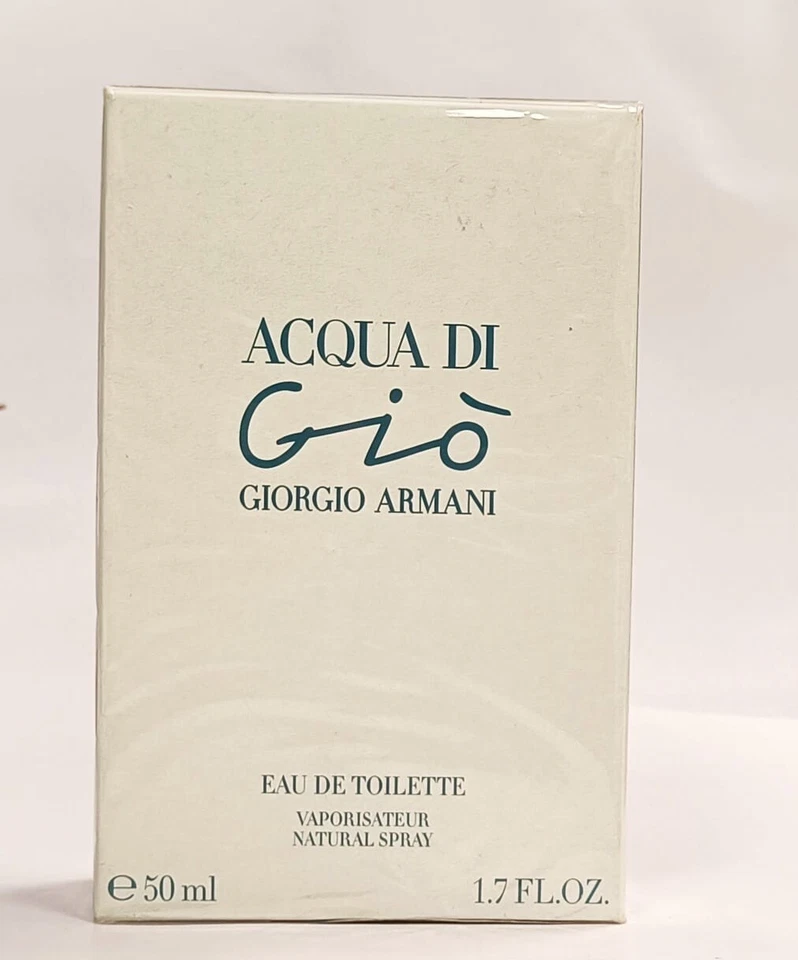 ACQUA DI
Giò
GIORGIO ARMANI
EAU DE TOILETTE
VAPORISATEUR
NATURAL SPRAY
℮ 50 ml
1.7 FL.OZ.